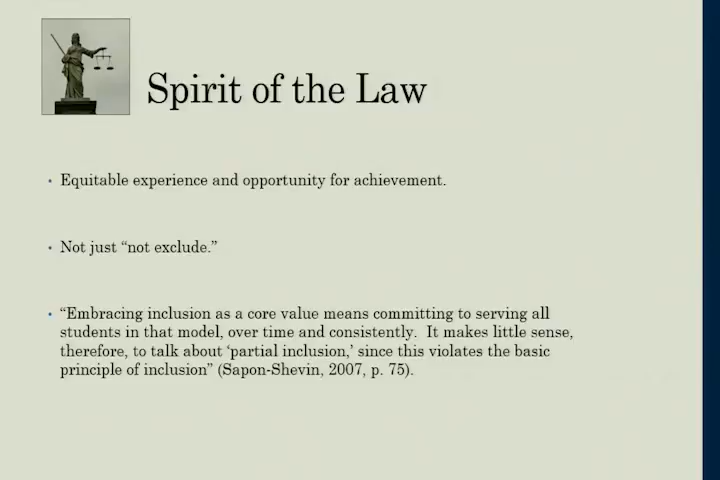 Spirit of the Law
• Equitable experience and opportunity for achievement.
• Not just “not exclude.”
• “Embracing inclusion as a core value means committing to serving all
students in that model, over time and consistently.  It makes little sense,
therefore, to talk about ‘partial inclusion,’ since this violates the basic
principle of inclusion” (Sapon-Shevin, 2007, p. 75).